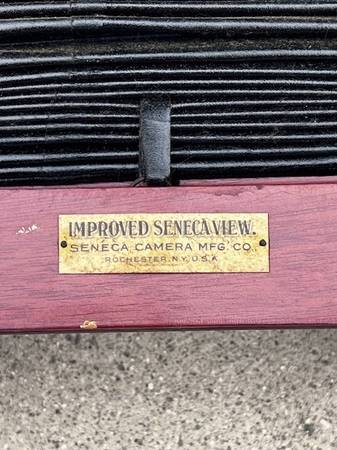 IMPROVED SENECA VIEW.
SENECA CAMERA MFG. CO.
ROCHESTER, N.Y. U.S.A.